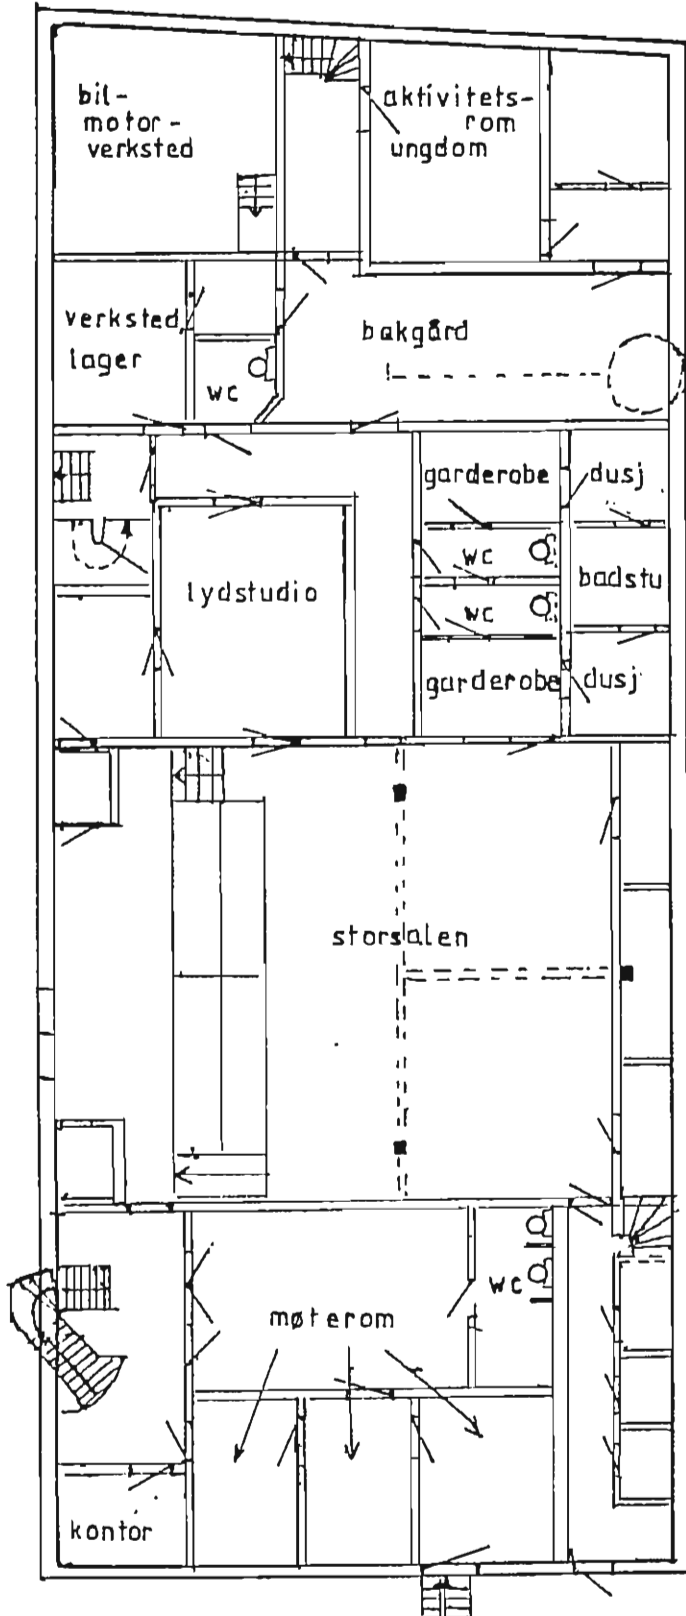 bil-
motor-
verksted
aktivitets-
rom
ungdom
verksted
lager
wc
bakgård
garderobe
dusj
wc
badstu
wc
lydstudio
garderobe
dusj
storsalen
wc
møterom
kontor